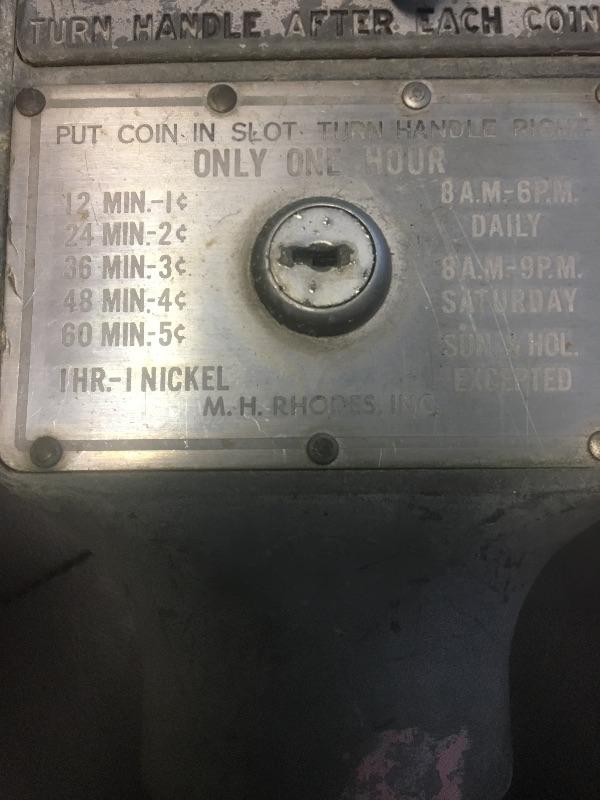 TURN HANDLE AFTER EACH COIN
PUT COIN IN SLOT TURN HANDLE RIGHT
ONLY ONE HOUR
12 MIN.-1¢
24 MIN.-2¢
36 MIN.-3¢
48 MIN.-4¢
60 MIN.-5¢
1 HR.-1 NICKEL
8 A.M.-6 P.M.
DAILY
8 A.M.-9 P.M.
SATURDAY
SUN. & HOL.
EXCEPTED
M. H. RHODES, INC.